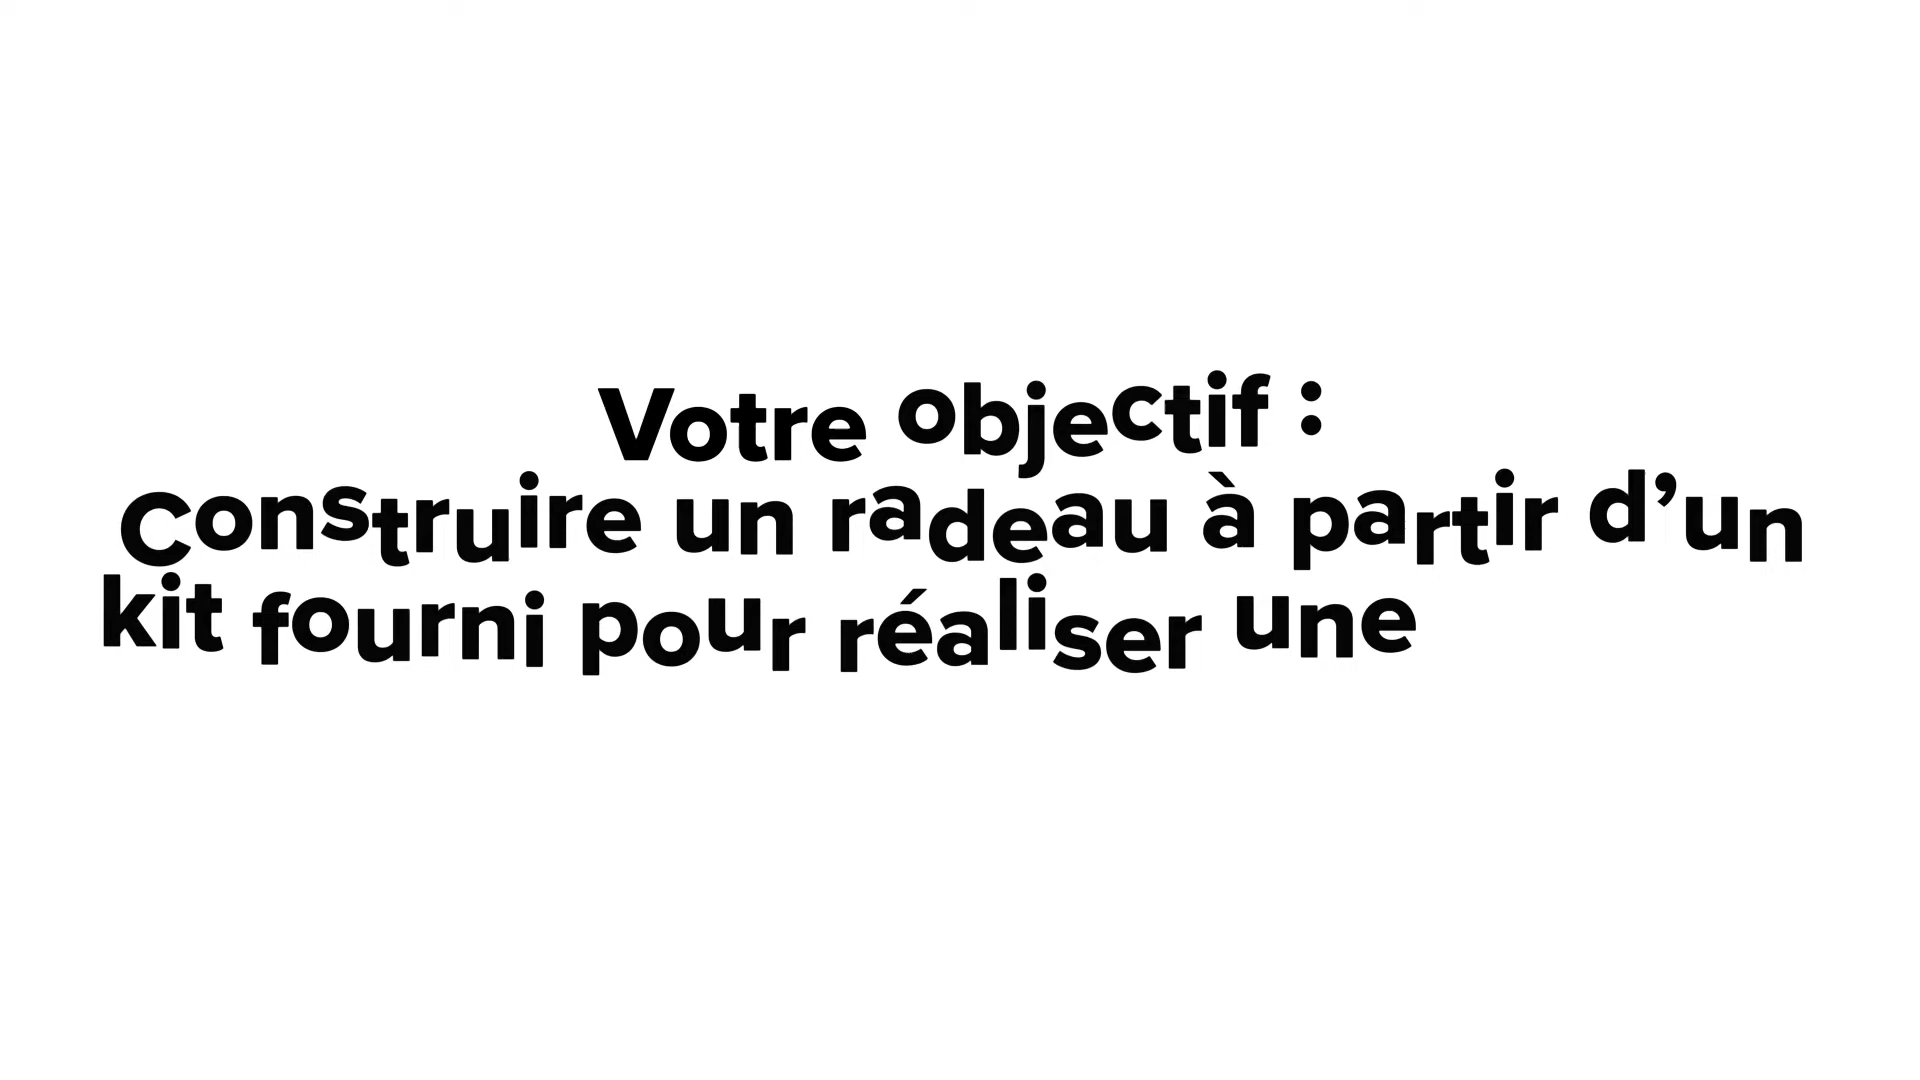 Votre objectif :
Construire un radeau à partir d’un
kit fourni pour réaliser une